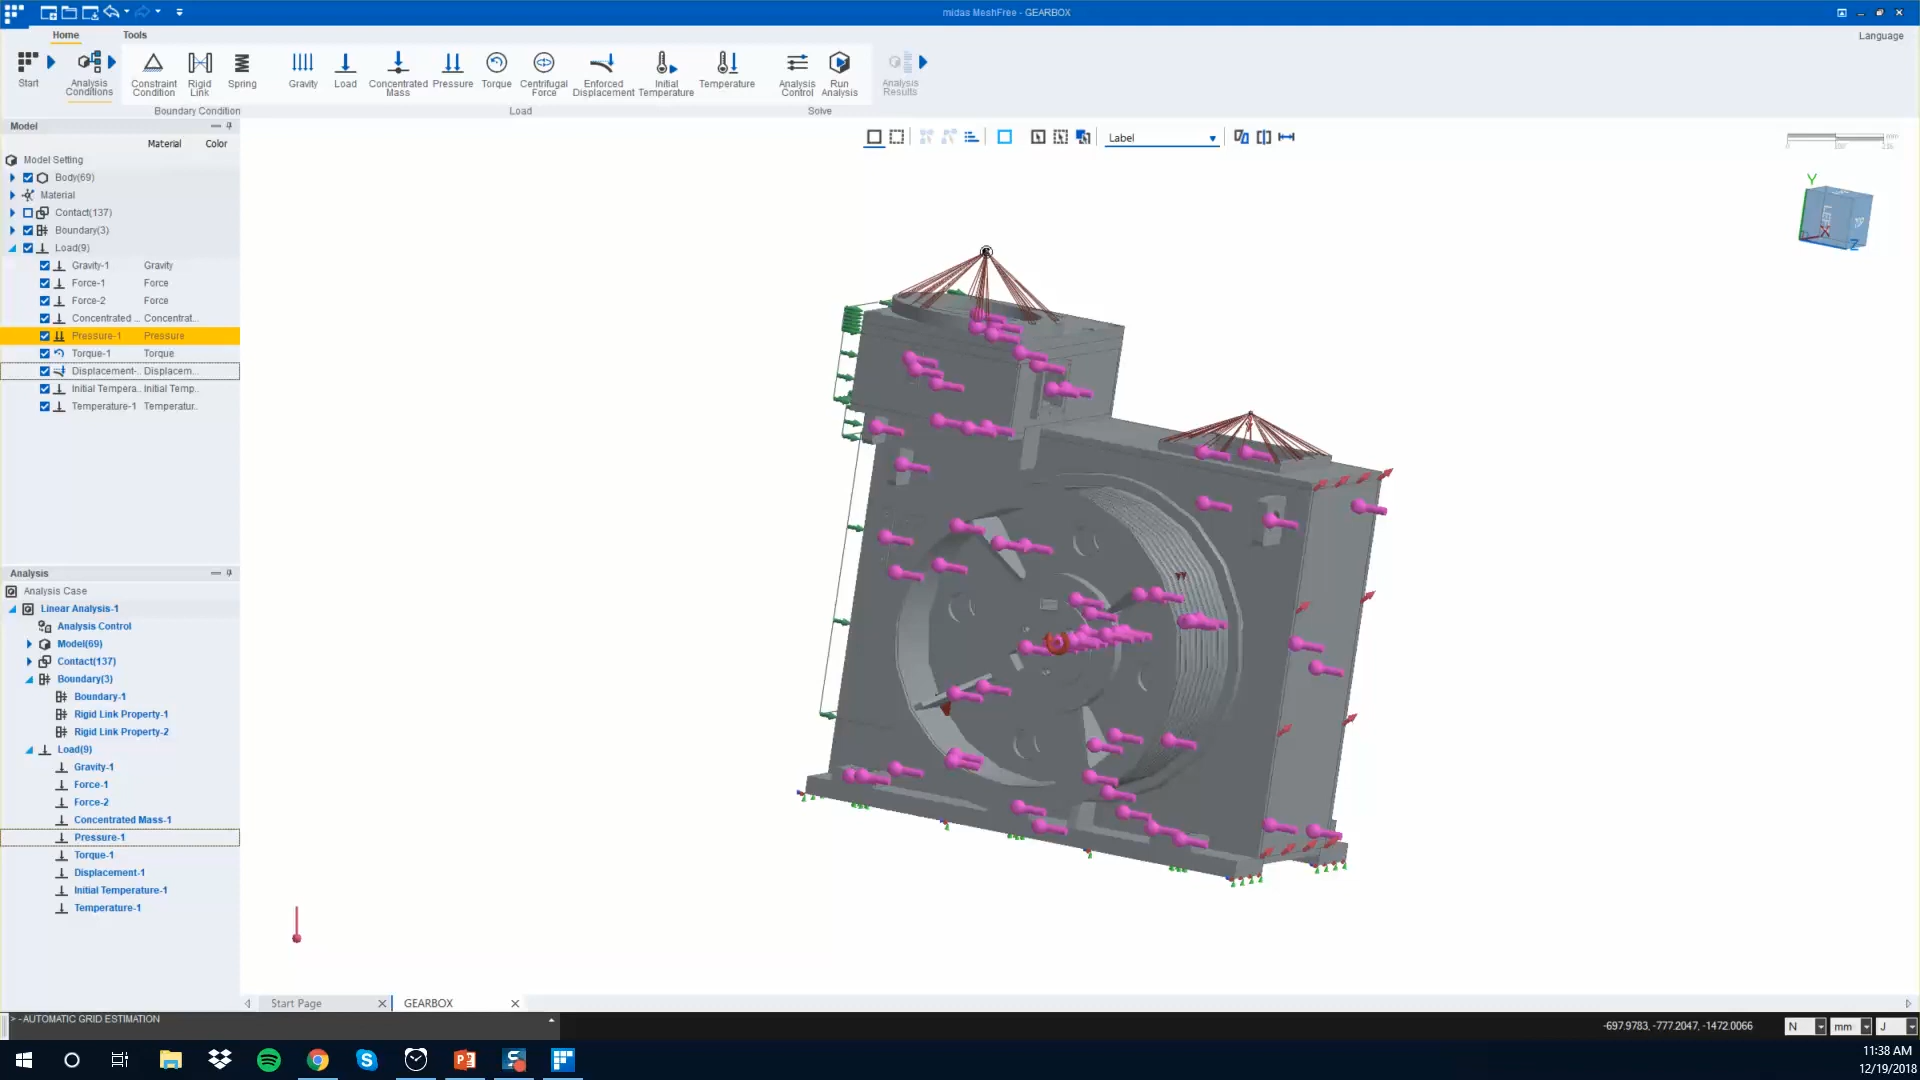 midas MeshFree - GEARBOX
Home
Tools
Language
Start
Analysis Conditions
Constraint Condition
Rigid Link
Spring
Gravity
Load
Concentrated Mass
Pressure
Torque
Centrifugal Force
Enforced Displacement
Initial Temperature
Temperature
Analysis Control
Run Analysis
Analysis Results
Boundary Condition
Load
Solve
Model
Material Color
Model Setting
Body(69)
Material
Contact(137)
Boundary(3)
Load(9)
Gravity-1 Gravity
Force-1 Force
Force-2 Force
Concentrated ... Concentrat...
Pressure-1 Pressure
Torque-1 Torque
Displacement-.. Displacem...
Initial Tempera.. Initial Temp...
Temperature-1 Temperatur..
Label
mm
Y
LEFT
X
Z
Analysis
Analysis Case
Linear Analysis-1
Analysis Control
Model(69)
Contact(137)
Boundary(3)
Boundary-1
Rigid Link Property-1
Rigid Link Property-2
Load(9)
Gravity-1
Force-1
Force-2
Concentrated Mass-1
Pressure-1
Torque-1
Displacement-1
Initial Temperature-1
Temperature-1
Start Page
GEARBOX
> -AUTOMATIC GRID ESTIMATION
-697.9783, -777.2047, -1472.0066
N
mm
J
11:38 AM
12/19/2018